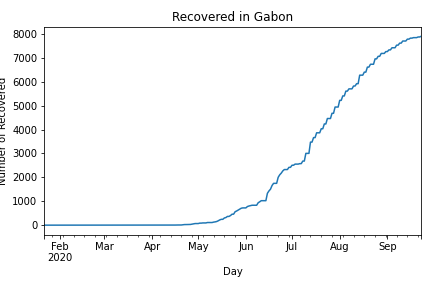 Recovered in Gabon
Number of Recovered
8000
7000
6000
5000
4000
3000
2000
1000
0
Feb Mar Apr May Jun Jul Aug Sep
2020
Day